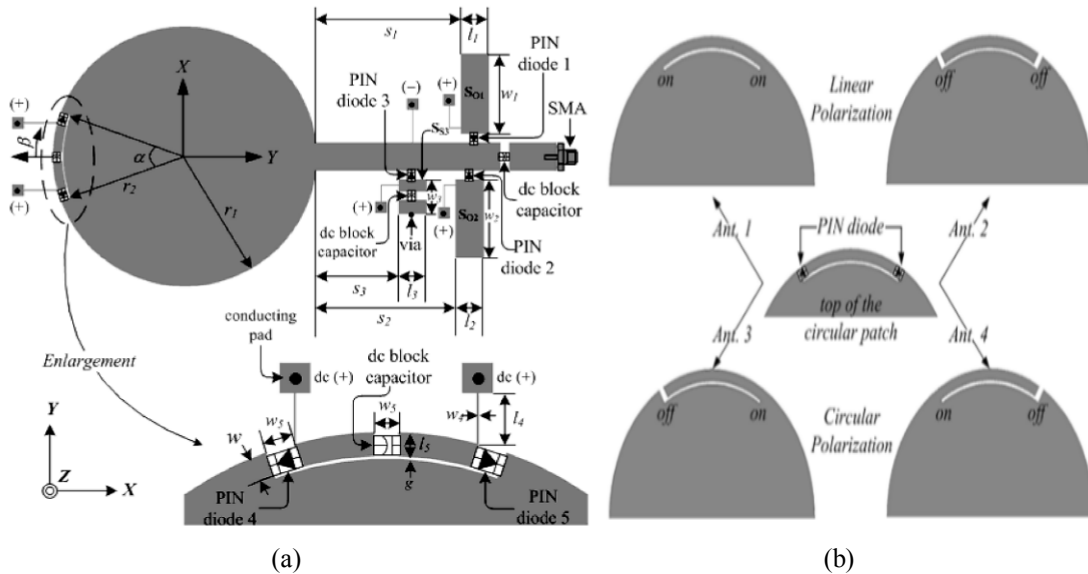 s1
l1
PIN
diode 1
PIN
diode 3
(−)
(+)
SO1
w1
SMA
SS3
X
Y
(+)
β
α
r2
r1
(+)
w3
(+)
dc block
capacitor
via
(+)
SO2
w2
dc block
capacitor
PIN
diode 2
s3
l3
s2
l2
conducting
pad
dc block
capacitor
Enlargement
dc (+)
dc (+)
w5
w5
w4
l4
w
l5
g
PIN
diode 4
PIN
diode 5
Y
Z
X
(a)
on
on
Linear
Polarization
off
off
Ant. 1
PIN diode
Ant. 2
top of the
circular patch
Ant. 3
Ant. 4
off
on
Circular
Polarization
on
off
(b)